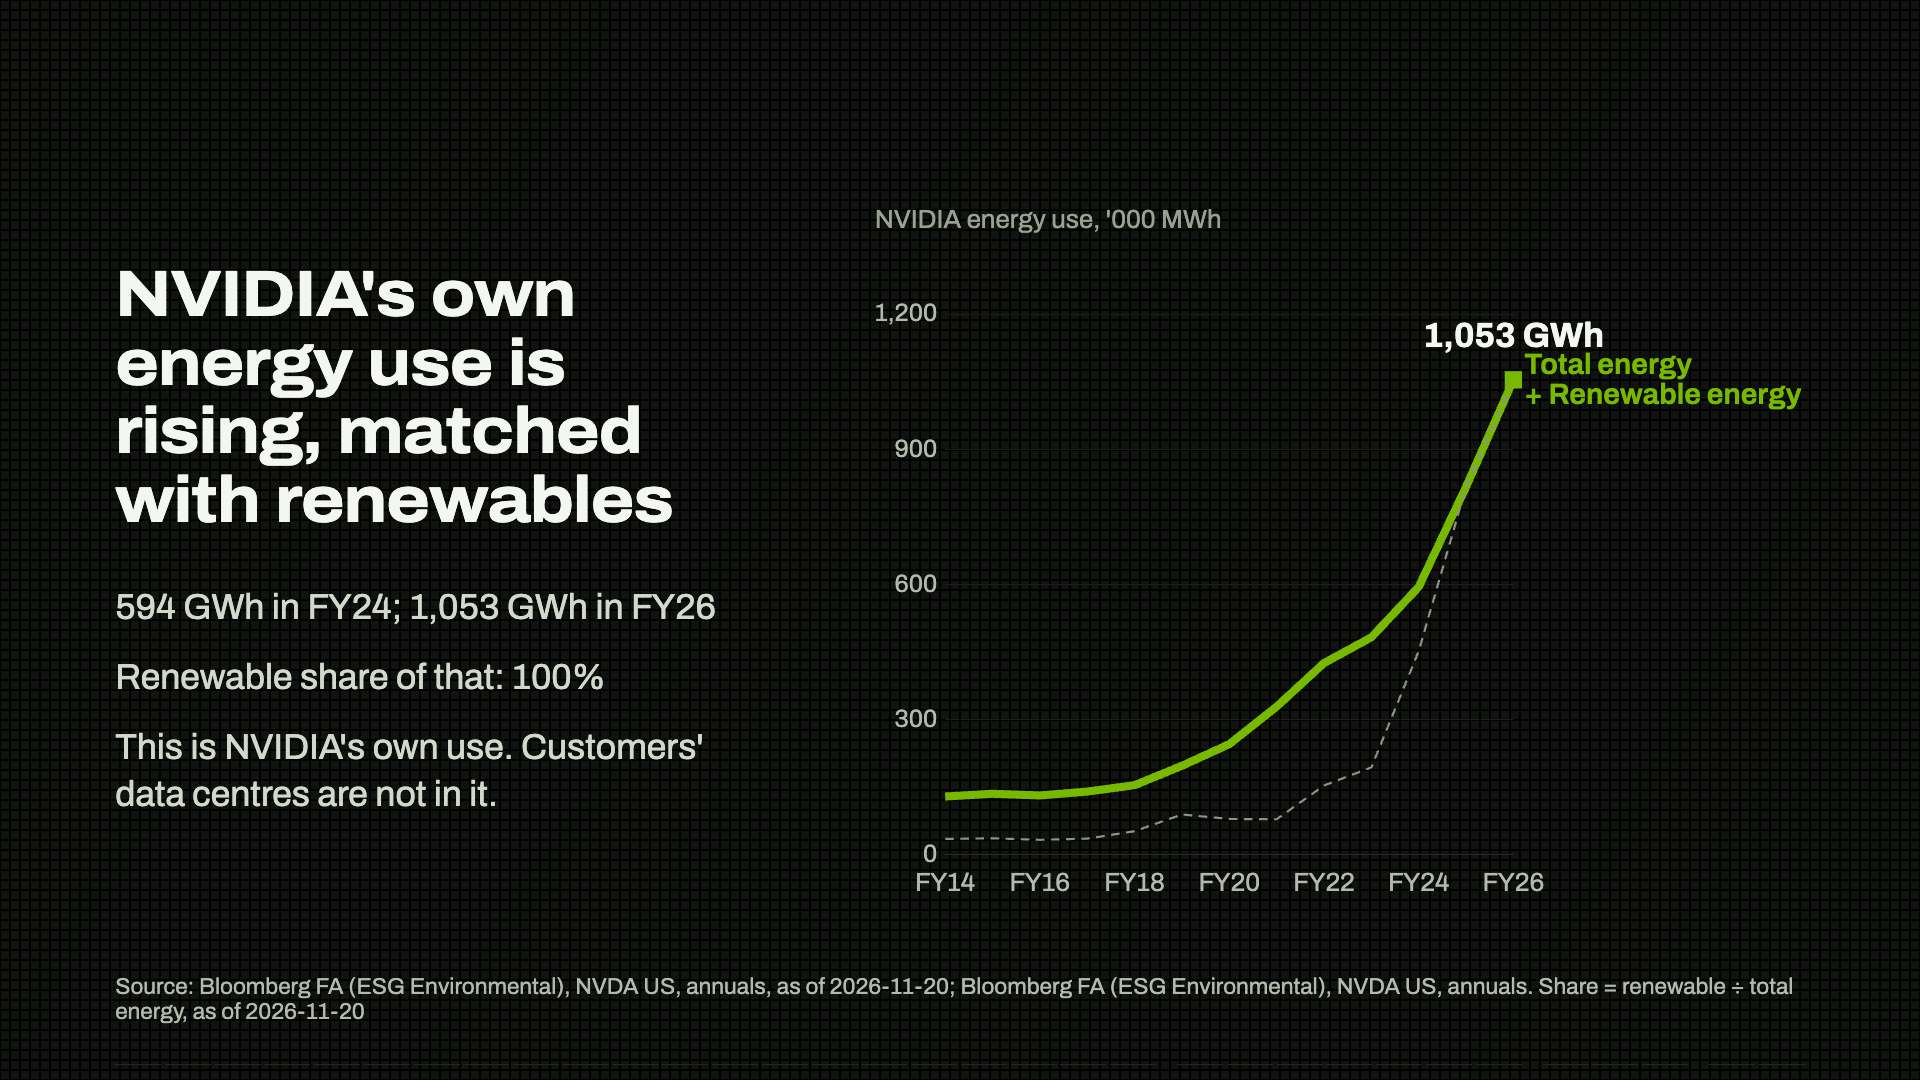 NVIDIA's own
energy use is
rising, matched
with renewables
594 GWh in FY24; 1,053 GWh in FY26
Renewable share of that: 100%
This is NVIDIA's own use. Customers'
data centres are not in it.
NVIDIA energy use, '000 MWh
1,200
900
600
300
0
1,053 GWh
Total energy
+ Renewable energy
FY14 FY16 FY18 FY20 FY22 FY24 FY26
Source: Bloomberg FA (ESG Environmental), NVDA US, annuals, as of 2026-11-20; Bloomberg FA (ESG Environmental), NVDA US, annuals. Share = renewable ÷ total
energy, as of 2026-11-20